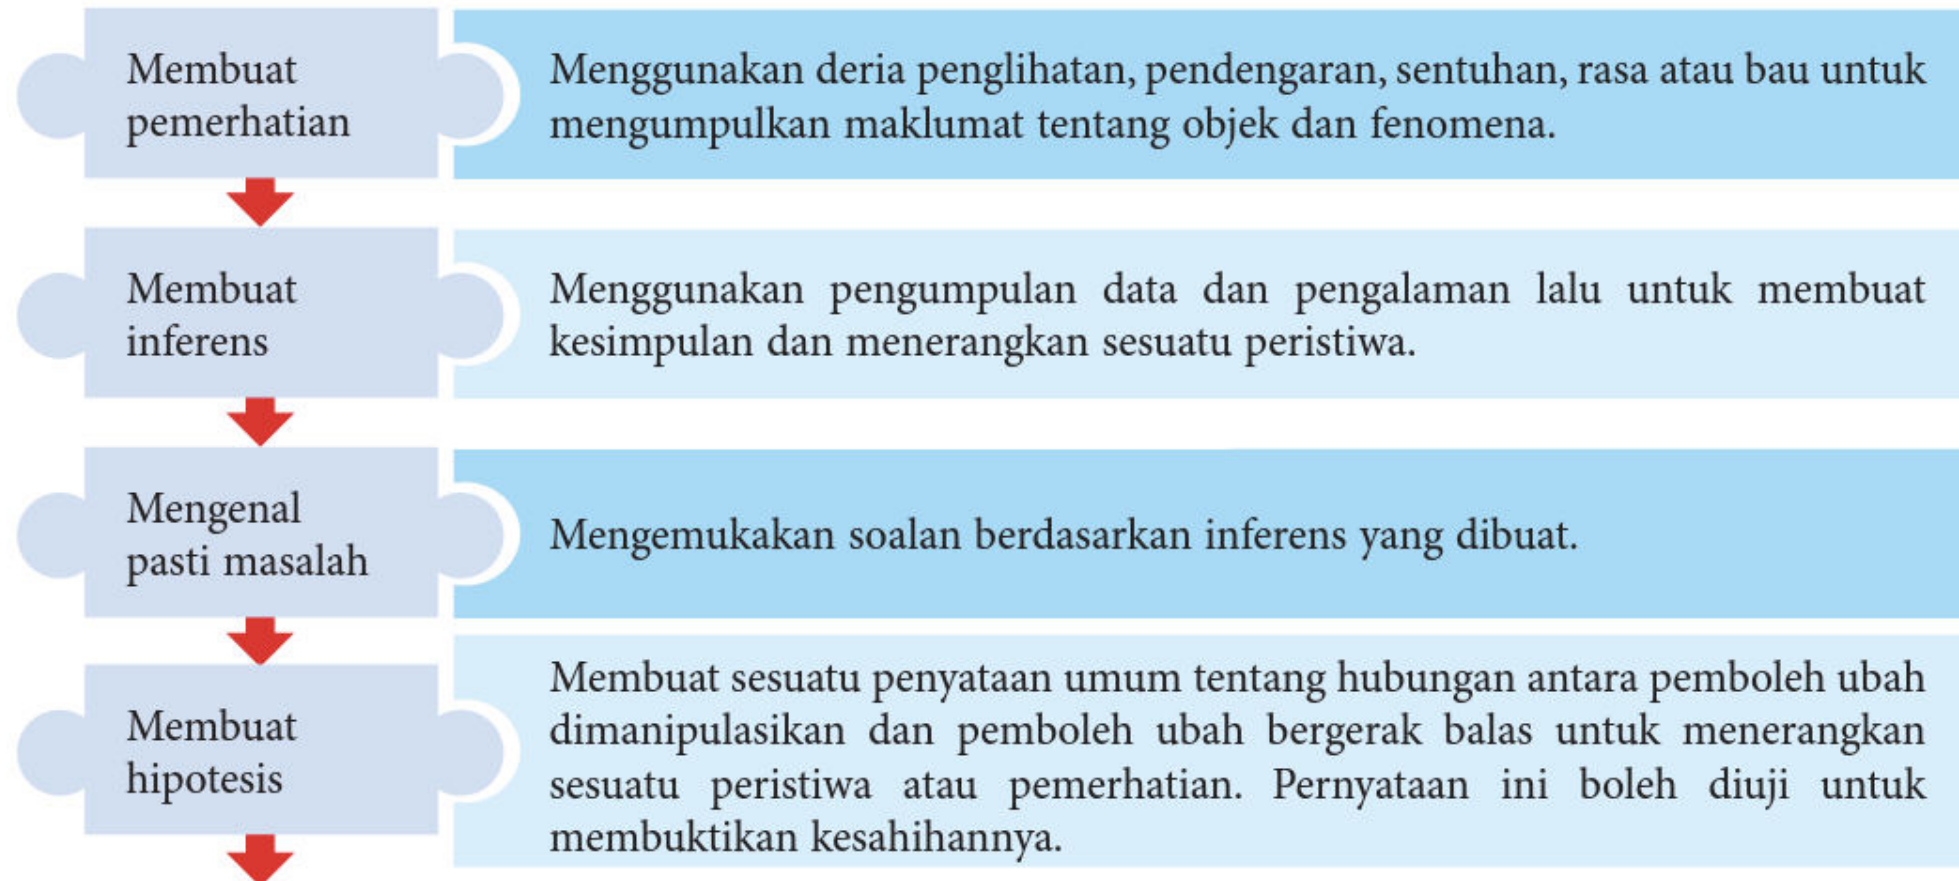 Membuat
pemerhatian
Menggunakan deria penglihatan, pendengaran, sentuhan, rasa atau bau untuk
mengumpulkan maklumat tentang objek dan fenomena.
Membuat
inferens
Menggunakan pengumpulan data dan pengalaman lalu untuk membuat
kesimpulan dan menerangkan sesuatu peristiwa.
Mengenal
pasti masalah
Mengemukakan soalan berdasarkan inferens yang dibuat.
Membuat
hipotesis
Membuat sesuatu penyataan umum tentang hubungan antara pemboleh ubah
dimanipulasikan dan pemboleh ubah bergerak balas untuk menerangkan
sesuatu peristiwa atau pemerhatian. Pernyataan ini boleh diuji untuk
membuktikan kesahihannya.